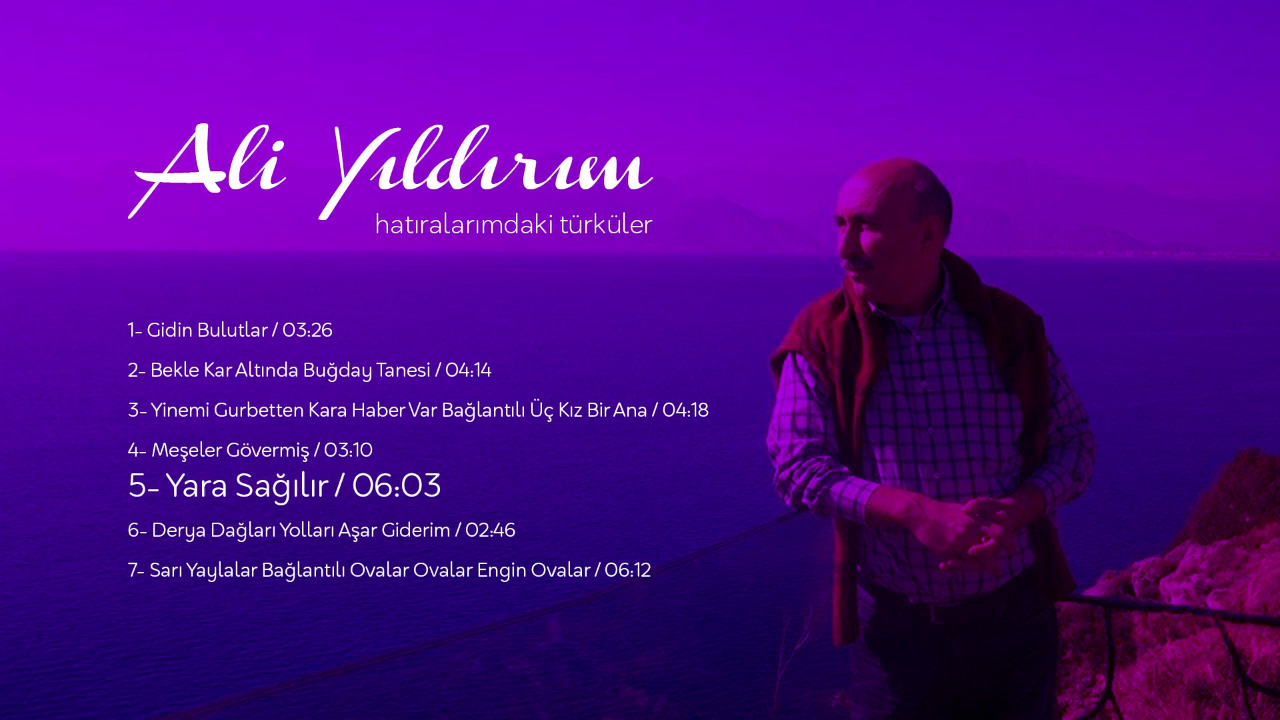 Ali Yıldırım
hatıralarımdaki türküler
1- Gidin Bulutlar / 03:26
2- Bekle Kar Altında Buğday Tanesi / 04:14
3- Yinemi Gurbetten Kara Haber Var Bağlantılı Üç Kız Bir Ana / 04:18
4- Meşeler Gövermiş / 03:10
5- Yara Sağılır / 06:03
6- Derya Dağları Yolları Aşar Giderim / 02:46
7- Sarı Yaylalar Bağlantılı Ovalar Ovalar Engin Ovalar / 06:12